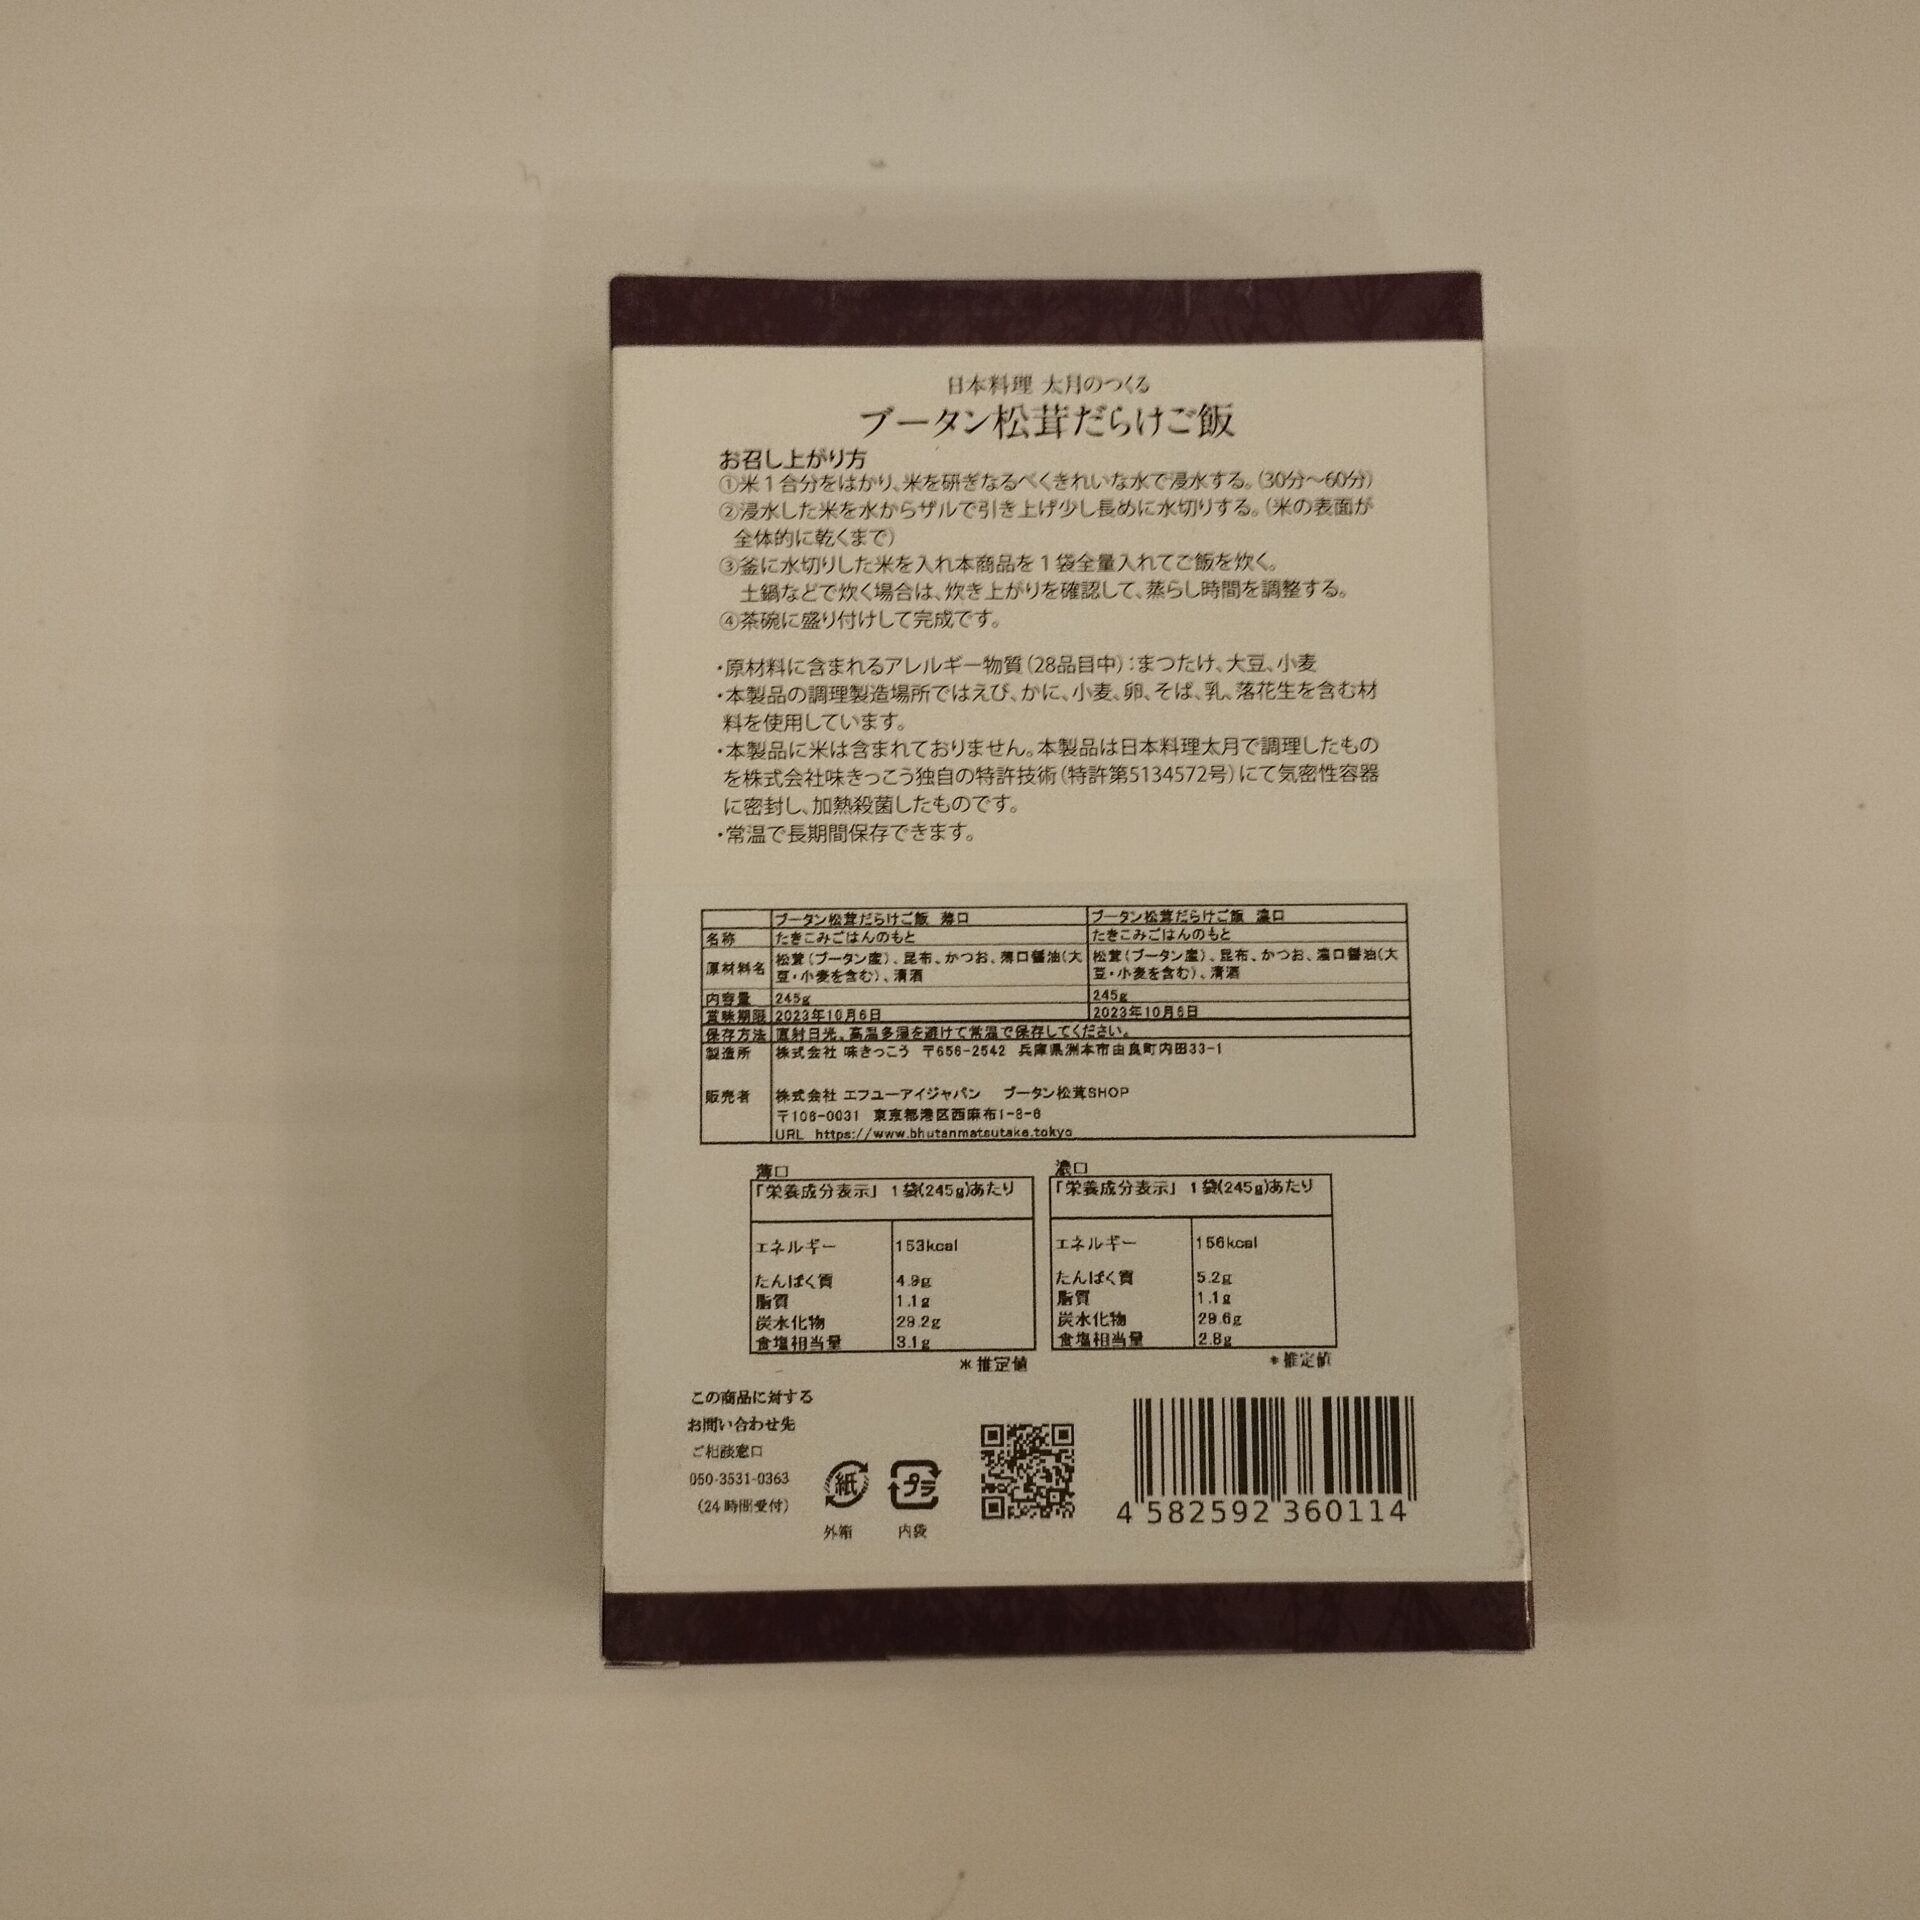 日本料理 太月のつくる
ブータン松茸だらけご飯
お召し上がり方
①米1合分をはかり、米を研ぎなるべくきれいな水で浸水する。(30分～60分)
②浸水した米を水からザルで引き上げ少し長めに水切りする。(米の表面が
全体的に乾くまで)
③釜に水切りした米を入れ本商品を1袋全量入れてご飯を炊く。
土鍋などで炊く場合は、炊き上がりを確認して、蒸らし時間を調整する。
④茶碗に盛り付けして完成です。
・原材料に含まれるアレルギー物質(28品目中):まつたけ、大豆、小麦
・本製品の調理製造場所ではえび、かに、小麦、卵、そば、乳、落花生を含む材
料を使用しています。
・本製品に米は含まれておりません。本製品は日本料理太月で調理したもの
を株式会社味きっこう独自の特許技術(特許第5134572号)にて気密性容器
に密封し、加熱殺菌したものです。
・常温で長期間保存できます。
ブータン松茸だらけご飯 薄口 ブータン松茸だらけご飯 濃口
名称 たきこみごはんのもと たきこみごはんのもと
原材料名 松茸(ブータン産)、昆布、かつお、薄口醤油(大 松茸(ブータン産)、昆布、かつお、濃口醤油(大
豆・小麦を含む)、清酒 豆・小麦を含む)、清酒
内容量 245g 245g
賞味期限 2023年10月6日 2023年10月6日
保存方法 直射日光、高温多湿を避けて常温で保存してください。
製造所 株式会社 味きっこう 〒656-2542 兵庫県洲本市由良町内田33-1
販売者 株式会社 エフユーアイジャパン ブータン松茸SHOP
〒106-0031 東京都港区西麻布1-8-6
URL https://www.bhutanmatsutake.tokyo
薄口 濃口
「栄養成分表示」 1袋(245g)あたり 「栄養成分表示」 1袋(245g)あたり
エネルギー 153kcal エネルギー 156kcal
たんぱく質 4.9g たんぱく質 5.2g
脂質 1.1g 脂質 1.1g
炭水化物 29.2g 炭水化物 29.6g
食塩相当量 3.1g 食塩相当量 2.8g
*推定値 *推定値
この商品に対する
お問い合わせ先
ご相談窓口
050-3531-0363
(24時間受付)
紙 プラ
外箱 内袋
4 582592 360114